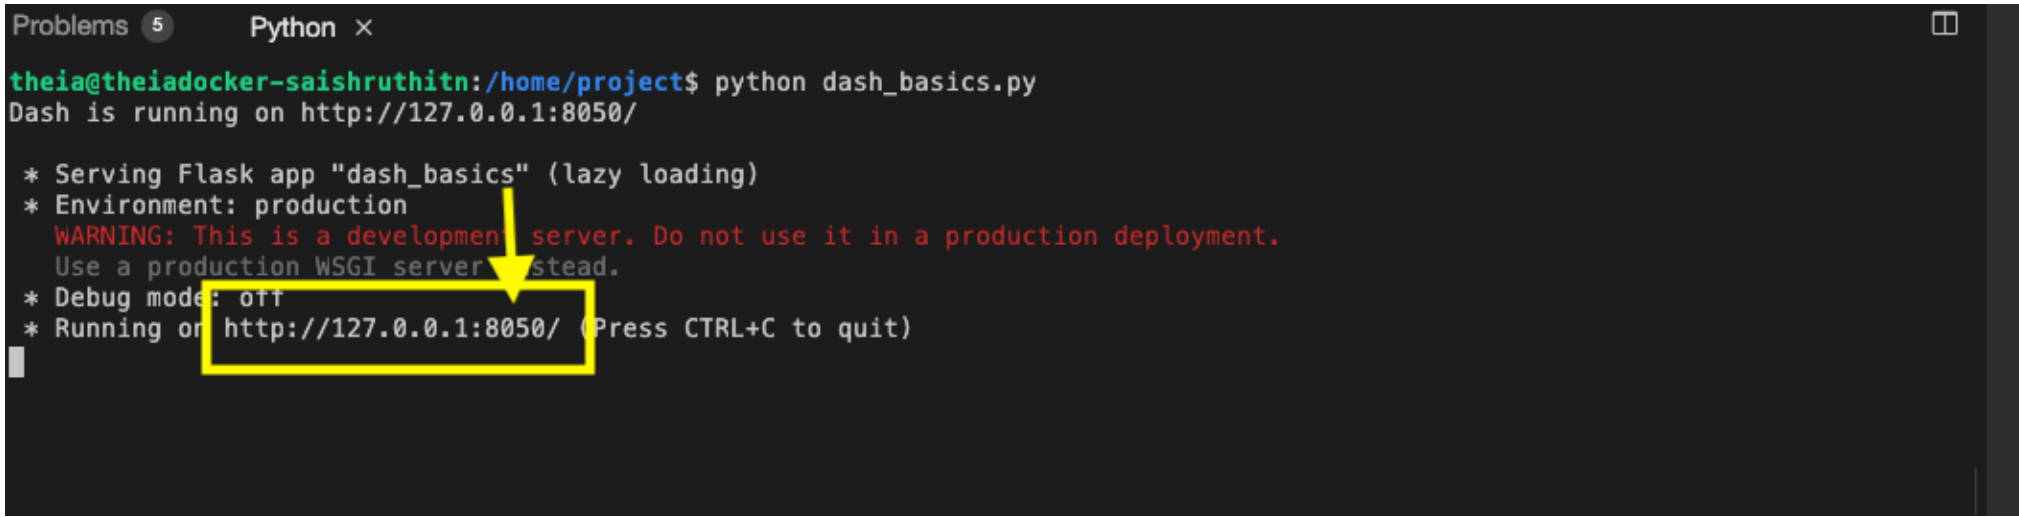 Problems 5 Python ×
theia@theiadocker-saishruthitn:/home/project$ python dash_basics.py
Dash is running on http://127.0.0.1:8050/
* Serving Flask app "dash_basics" (lazy loading)
* Environment: production
WARNING: This is a development server. Do not use it in a production deployment.
Use a production WSGI server instead.
* Debug mode: off
* Running on http://127.0.0.1:8050/ (Press CTRL+C to quit)